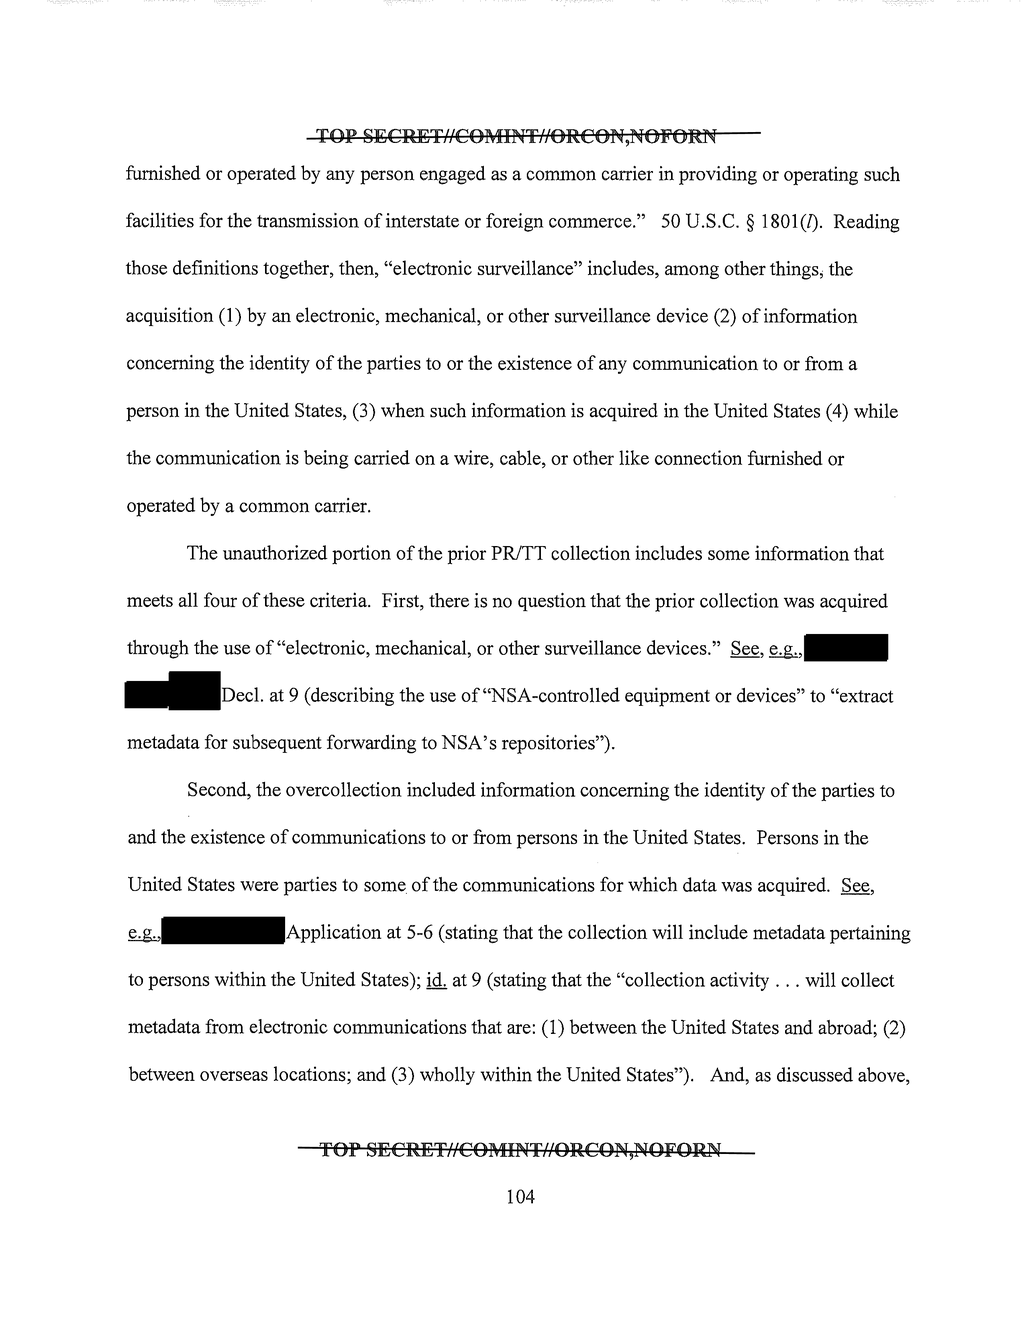 TOP SECRET//COMINT//ORCON,NOFORN
furnished or operated by any person engaged as a common carrier in providing or operating such
facilities for the transmission of interstate or foreign commerce.” 50 U.S.C. § 1801(l). Reading
those definitions together, then, “electronic surveillance” includes, among other things, the
acquisition (1) by an electronic, mechanical, or other surveillance device (2) of information
concerning the identity of the parties to or the existence of any communication to or from a
person in the United States, (3) when such information is acquired in the United States (4) while
the communication is being carried on a wire, cable, or other like connection furnished or
operated by a common carrier.
The unauthorized portion of the prior PR/TT collection includes some information that
meets all four of these criteria. First, there is no question that the prior collection was acquired
through the use of “electronic, mechanical, or other surveillance devices.” See, e.g.,
Decl. at 9 (describing the use of “NSA-controlled equipment or devices” to “extract
metadata for subsequent forwarding to NSA’s repositories”).
Second, the overcollection included information concerning the identity of the parties to
and the existence of communications to or from persons in the United States. Persons in the
United States were parties to some of the communications for which data was acquired. See,
e.g., Application at 5-6 (stating that the collection will include metadata pertaining
to persons within the United States); id. at 9 (stating that the “collection activity . . . will collect
metadata from electronic communications that are: (1) between the United States and abroad; (2)
between overseas locations; and (3) wholly within the United States”). And, as discussed above,
TOP SECRET//COMINT//ORCON,NOFORN
104